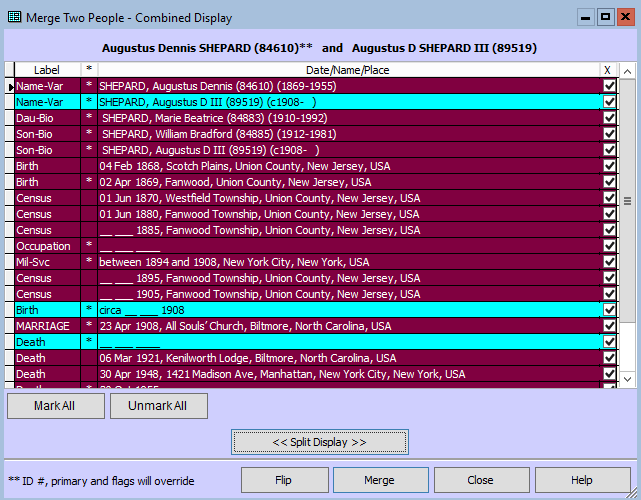 Merge Two People - Combined Display
Augustus Dennis SHEPARD (84610)** and Augustus D SHEPARD III (89519)
Label * Date/Name/Place X
Name-Var * SHEPARD, Augustus Dennis (84610) (1869-1955)
Name-Var * SHEPARD, Augustus D III (89519) (c1908- )
Dau-Bio * SHEPARD, Marie Beatrice (84883) (1910-1992)
Son-Bio * SHEPARD, William Bradford (84885) (1912-1981)
Son-Bio * SHEPARD, Augustus D III (89519) (c1908- )
Birth 04 Feb 1868, Scotch Plains, Union County, New Jersey, USA
Birth * 02 Apr 1869, Fanwood, Union County, New Jersey, USA
Census 01 Jun 1870, Westfield Township, Union County, New Jersey, USA
Census 01 Jun 1880, Fanwood Township, Union County, New Jersey, USA
Census __ ___ 1885, Fanwood Township, Union County, New Jersey, USA
Occupation * __ ___ ____
Mil-Svc * between 1894 and 1908, New York City, New York, USA
Census __ ___ 1895, Fanwood Township, Union County, New Jersey, USA
Census __ ___ 1905, Fanwood Township, Union County, New Jersey, USA
Birth * circa __ ___ 1908
MARRIAGE * 23 Apr 1908, All Souls' Church, Biltmore, North Carolina, USA
Death * __ ___ ____
Death 06 Mar 1921, Kenilworth Lodge, Biltmore, North Carolina, USA
Death 30 Apr 1948, 1421 Madison Ave, Manhattan, New York City, New York, USA
Mark All Unmark All
<< Split Display >>
** ID #, primary and flags will override Flip Merge Close Help